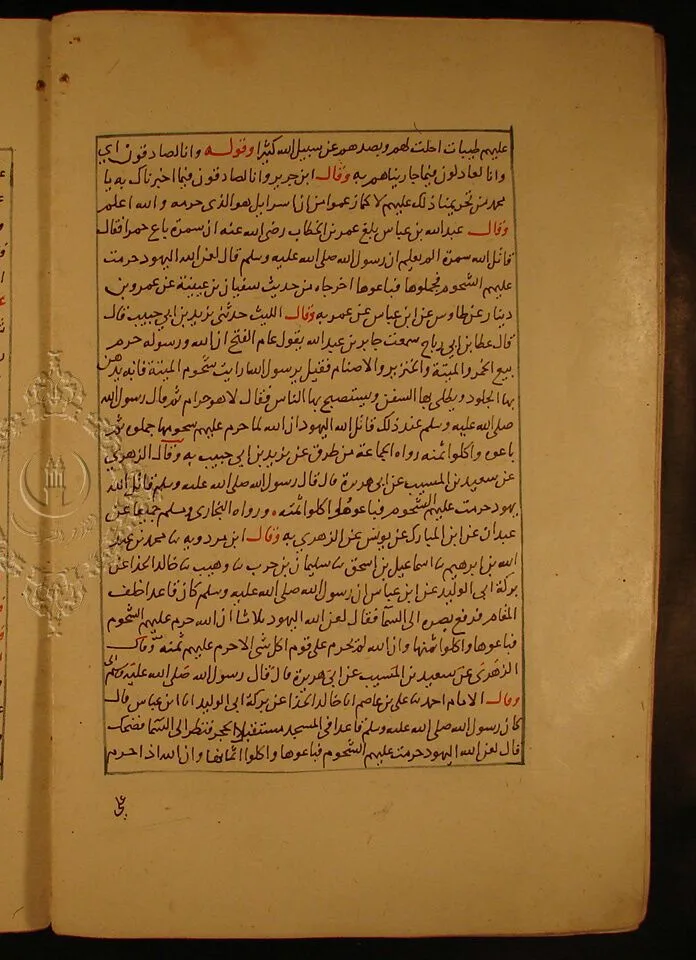 عليهم طيبات احلت لهم وبصدهم عن سبيل الله كثيرا وقوله وانا لصادقون اي
وانا لعادلون فيما جازيناهم به وقال ابن جرير وانا لصادقون فيما اخبرناك به يا
محمد من تحريمنا ذلك عليهم لا كما زعموا من ان اسرايل هو الذي حرمه والله اعلم
وقال عبدالله بن عباس بلغ عمر بن الخطاب رضي الله عنه ان سمرة باع خمرا فقال
قاتل الله سمرة الم يعلم ان رسول الله صلى الله عليه وسلم قال لعن الله اليهود حرمت
عليهم الشحوم فجملوها فباعوها اخرجاه من حديث سفيان بن عيينة عن عمرو بن
دينار عن طاوس عن ابن عباس عن عمر به وقال الليث حدثني يزيد بن ابي حبيب قال
قال عطا بن ابي رباح سمعت جابر بن عبد الله يقول عام الفتح ان الله ورسوله حرم
بيع الخمر والميتة والخنزير والاصنام فقيل يرسول الله ارايت شحوم الميتة فانه يدهن
بها الجلود ويطلى بها السفن ويستصبح بها الناس فقال لا هو حرام ثم قال رسول الله
صلى الله عليه وسلم عند ذلك قاتل الله اليهود ان الله لما حرم عليهم شحومها جملوه ثم
باعوه واكلوا ثمنه رواه الجماعة من طرق عن يزيد بن ابي حبيب به وقال الزهري
عن سعيد بن المسيب عن ابي هريرة قال قال رسول الله صلى الله عليه وسلم قاتل الله
يهود حرمت عليهم الشحوم فباعوه واكلوا ثمنه ورواه البخاري ومسلم جميعا عن
عبدان عن ابن المبارك عن يونس عن الزهري به وقال ابن مردويه نا محمد بن عبد
الله بن ابرهيم نا اسماعيل بن اسحق نا سليمان بن حرب نا وهيب نا خالد الحذا عن
بركة ابي الوليد عن ابن عباس ان رسول الله صلى الله عليه وسلم كان قاعدا خلف
المقام فرفع بصره الى السما فقال لعن الله اليهود ثلاثا ان الله حرم عليهم الشحوم
فباعوها واكلوا ثمنها وان الله لم يحرم على قوم اكل شي الا حرم عليهم ثمنه وقال
الزهري عن سعيد بن المسيب عن ابي هريرة قال قال رسول الله صلى الله عليه وسلم
وقال الامام احمد نا علي بن عاصم انا خالد الحذا عن بركة ابي الوليد انا ابن عباس قال
كان رسول الله صلى الله عليه وسلم قاعدا في المسجد مستقبلا الحجر فنظر الى السما فضحك
قال لعن الله اليهود حرمت عليهم الشحوم فباعوها واكلوا اثمانها وان الله اذا حرم
على